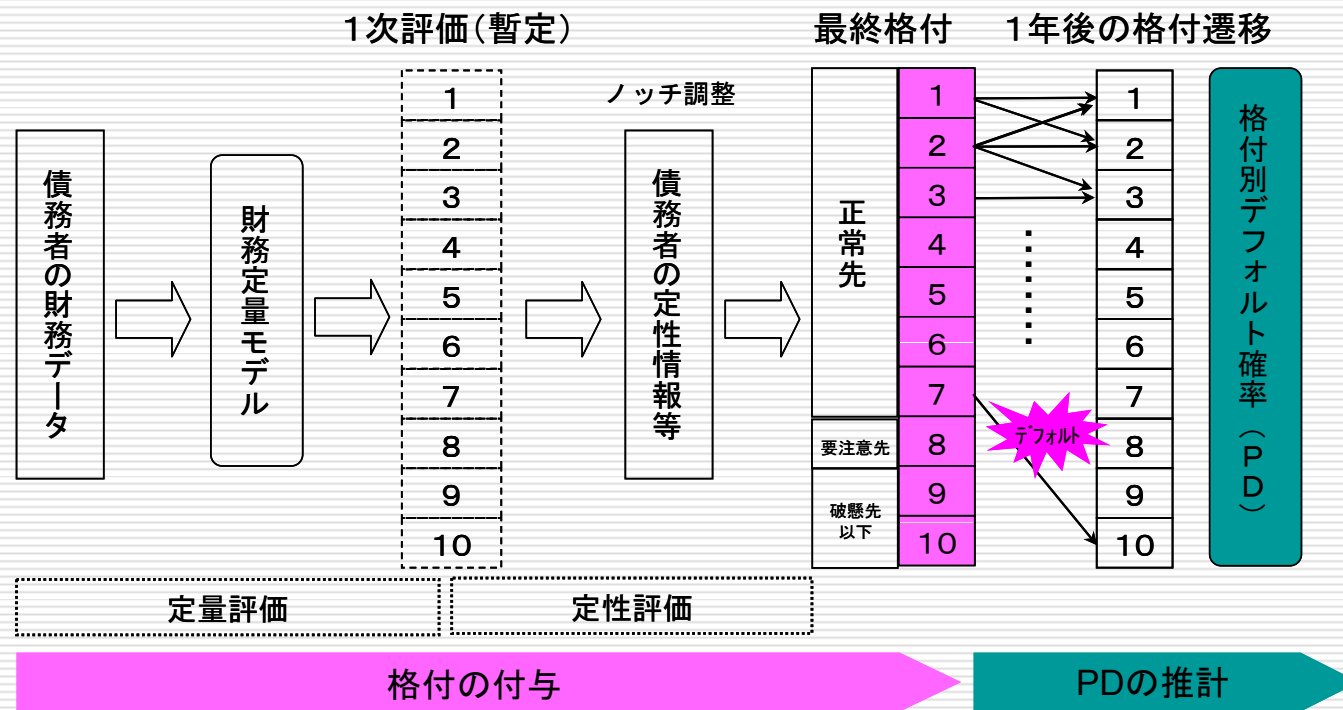 1次評価(暫定)
最終格付
1年後の格付遷移
債務者の財務データ
財務定量モデル
1
2
3
4
5
6
7
8
9
10
ノッチ調整
債務者の定性情報等
正常先
要注意先
破懸先
以下
1
2
3
4
5
6
7
8
9
10
デフォルト
1
2
3
4
5
6
7
8
9
10
格付別デフォルト確率(PD)
定量評価
定性評価
格付の付与
PDの推計